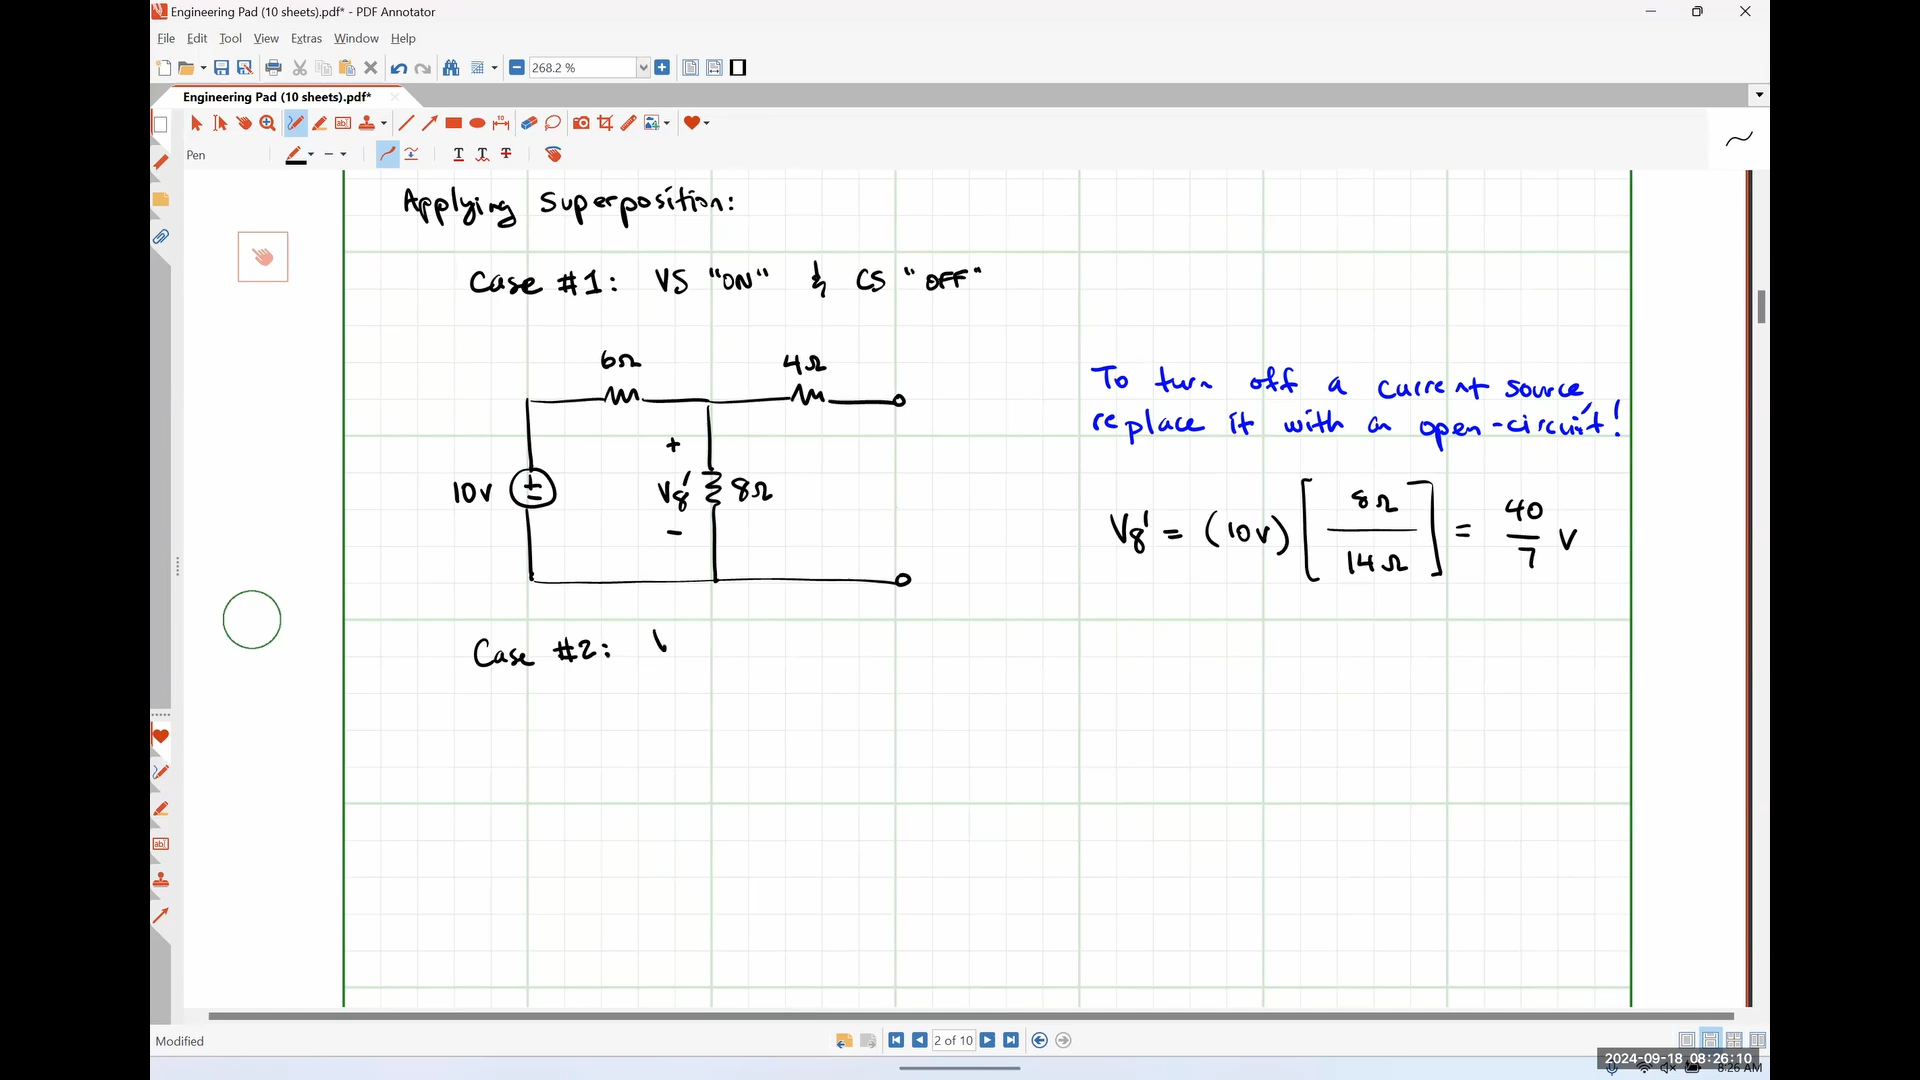 Engineering Pad (10 sheets).pdf* - PDF Annotator
File Edit Tool View Extras Window Help
268.2 %
Engineering Pad (10 sheets).pdf*
Pen
Applying Superposition:
Case #1: VS "ON" & CS "OFF"
6Ω 4Ω
To turn off a current source
replace it with an open-circuit!
+
10V ± V8' 8Ω
-
V8' = (10V) [8Ω / 14Ω] = 40/7 V
Case #2:
Modified
2 of 10
2024-09-18 08:26:10
8:26 AM